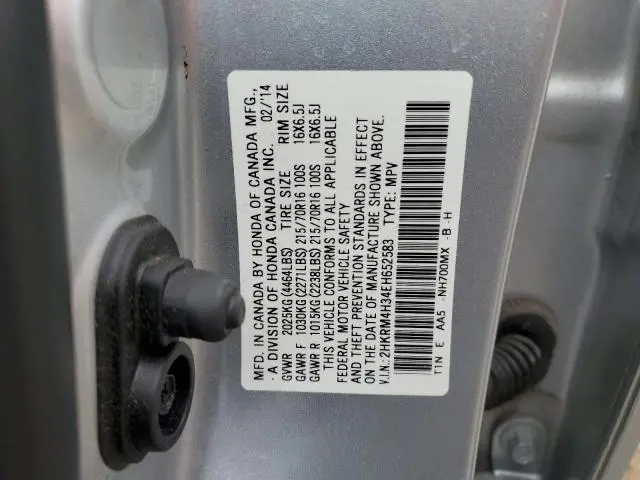 MFD. IN CANADA BY HONDA OF CANADA MFG.,
A DIVISION OF HONDA CANADA INC. 02/'14
GVWR 2025KG (4464LBS) TIRE SIZE RIM SIZE
GAWR F 1030KG (2271LBS) 215/70R16 100S 16X6.5J
GAWR R 1015KG (2238LBS) 215/70R16 100S 16X6.5J
THIS VEHICLE CONFORMS TO ALL APPLICABLE
FEDERAL MOTOR VEHICLE SAFETY
AND THEFT PREVENTION STANDARDS IN EFFECT
ON THE DATE OF MANUFACTURE SHOWN ABOVE.
V.I.N.: 2HKRM4H34EH652583 TYPE: MPV
T1N E AA5 -NH700MX -B -H